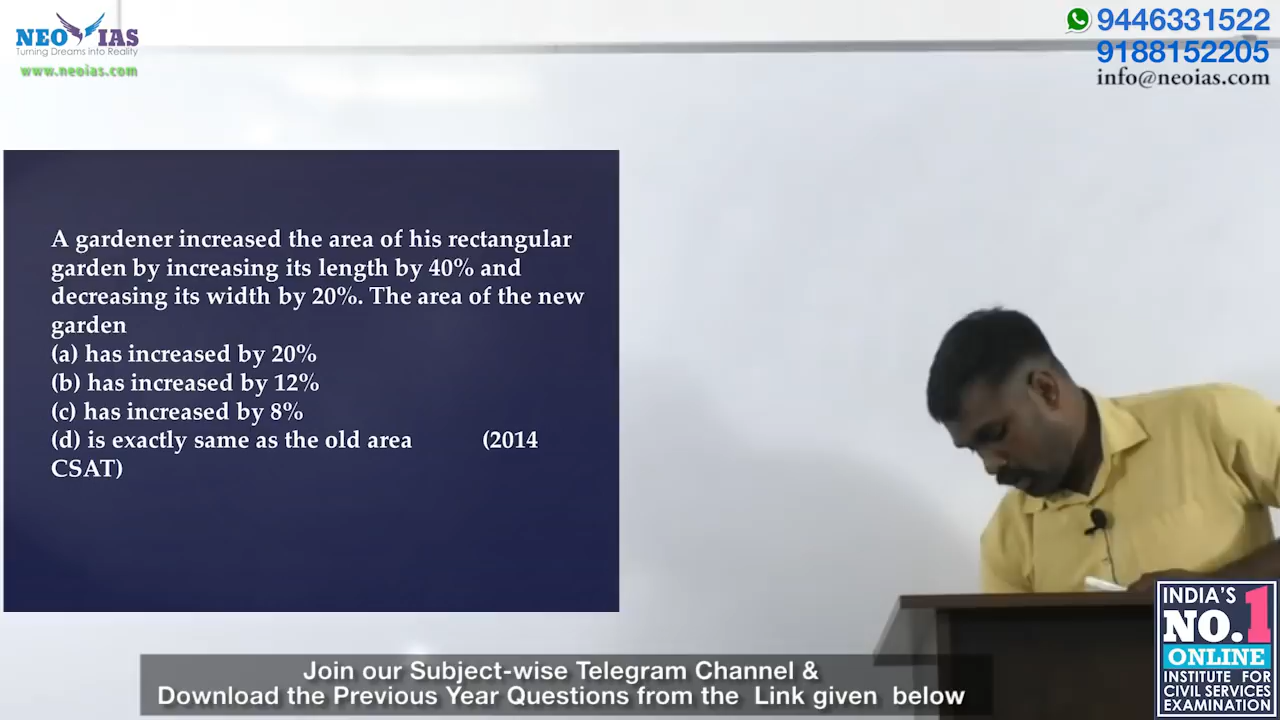 NEO IAS
Turning Dreams into Reality
www.neoias.com
9446331522
9188152205
info@neoias.com
A gardener increased the area of his rectangular
garden by increasing its length by 40% and
decreasing its width by 20%. The area of the new
garden
(a) has increased by 20%
(b) has increased by 12%
(c) has increased by 8%
(d) is exactly same as the old area (2014
CSAT)
INDIA'S
NO.1
ONLINE
INSTITUTE FOR
CIVIL SERVICES
EXAMINATION
Join our Subject-wise Telegram Channel &
Download the Previous Year Questions from the Link given below